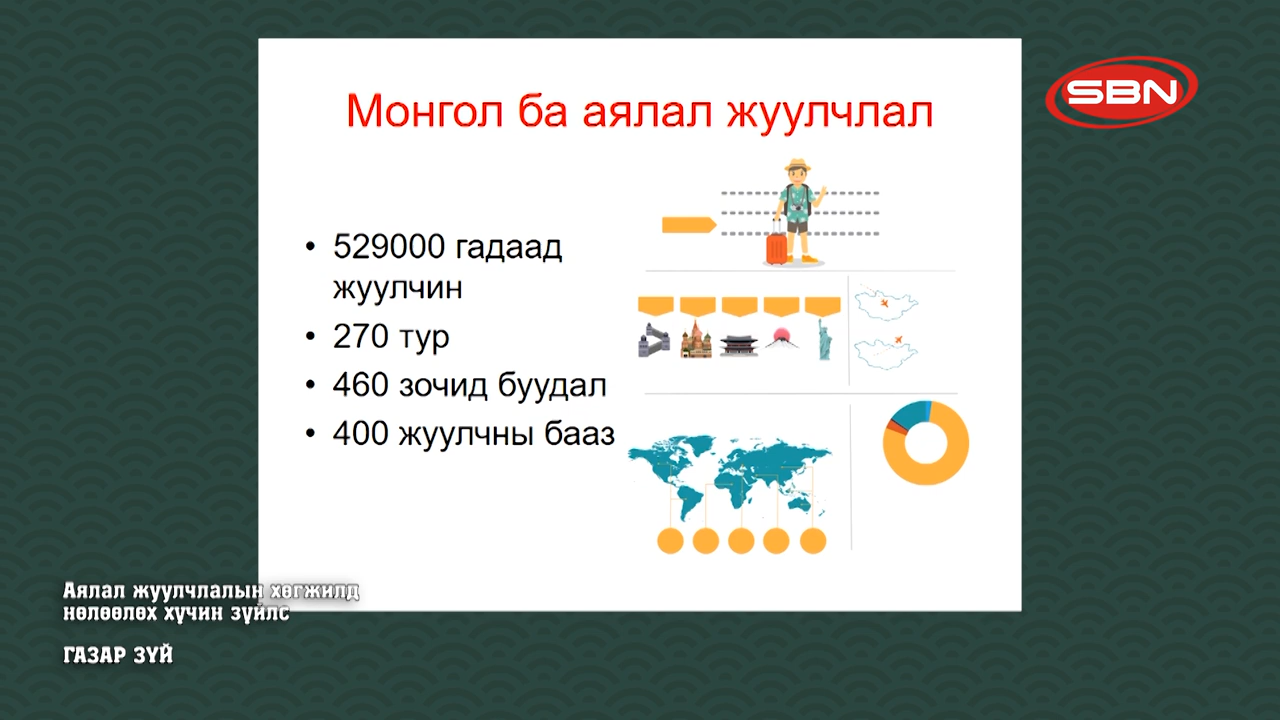 Монгол ба аялал жуулчлал
SBN
• 529000 гадаад
жуулчин
• 270 тур
• 460 зочид буудал
• 400 жуулчны бааз
Аялал жуулчлалын хөгжилд
нөлөөлөх хүчин зүйлс
ГАЗАР ЗҮЙ